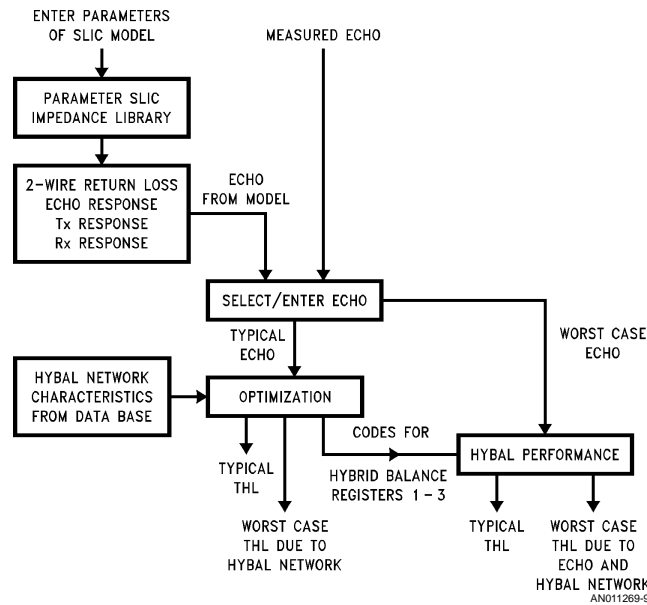 ENTER PARAMETERS
OF SLIC MODEL
MEASURED ECHO
PARAMETER SLIC
IMPEDANCE LIBRARY
2-WIRE RETURN LOSS
ECHO RESPONSE
Tx RESPONSE
Rx RESPONSE
ECHO
FROM MODEL
SELECT/ENTER ECHO
TYPICAL
ECHO
WORST CASE
ECHO
HYBAL NETWORK
CHARACTERISTICS
FROM DATA BASE
OPTIMIZATION
CODES FOR
HYBRID BALANCE
REGISTERS 1-3
HYBAL PERFORMANCE
TYPICAL
THL
WORST CASE
THL DUE TO
HYBAL NETWORK
TYPICAL
THL
WORST CASE
THL DUE TO
ECHO AND
HYBAL NETWORK
AN011269-9